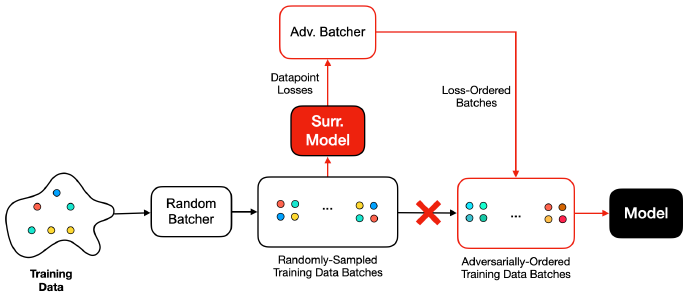 Adv. Batcher
Datapoint
Losses
Loss-Ordered
Batches
Surr.
Model
Random
Batcher
...
...
Model
Training
Data
Randomly-Sampled
Training Data Batches
Adversarially-Ordered
Training Data Batches